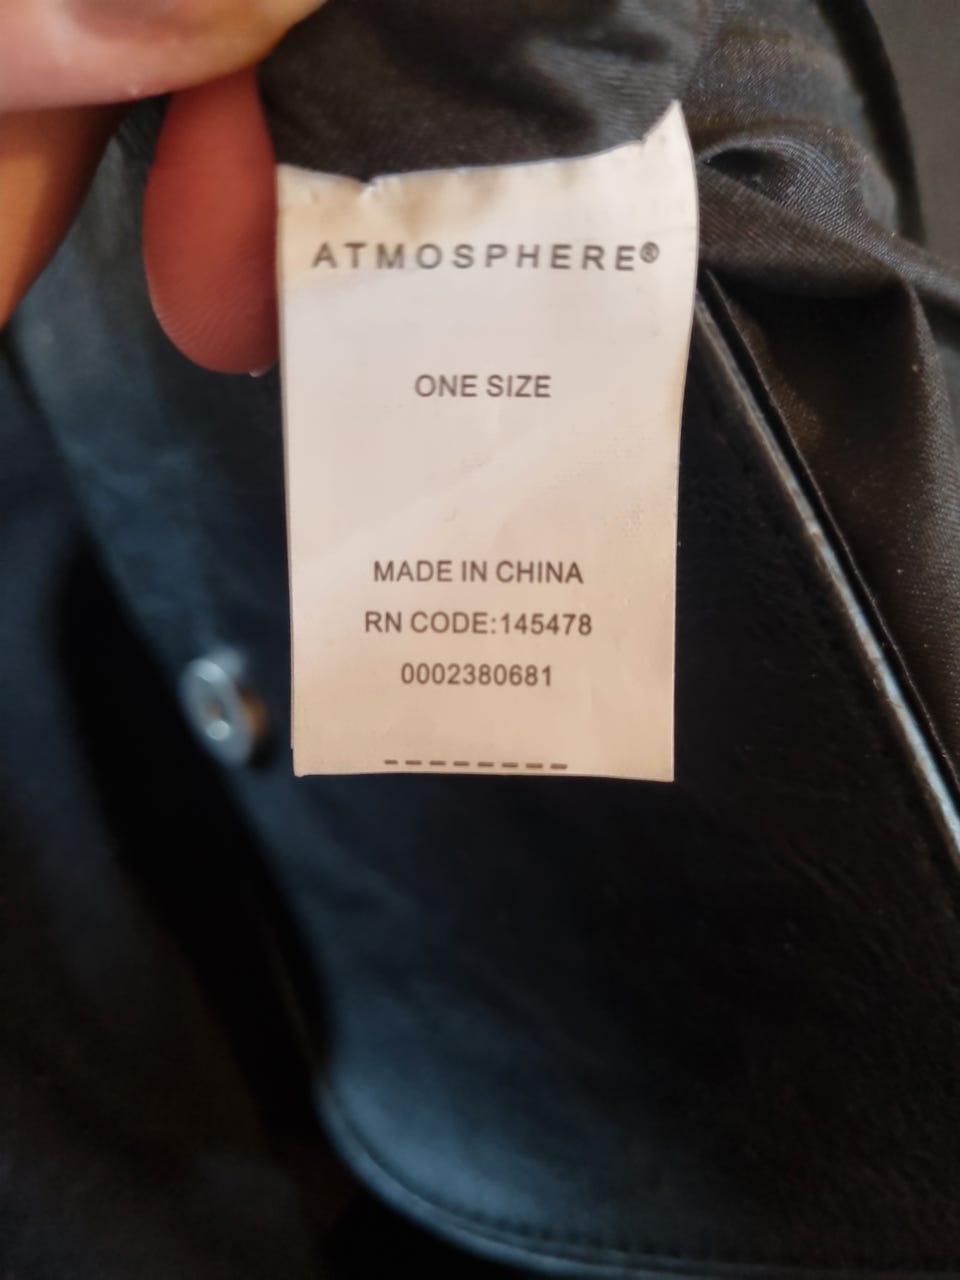 ATMOSPHERE®
ONE SIZE
MADE IN CHINA
RN CODE:145478
0002380681